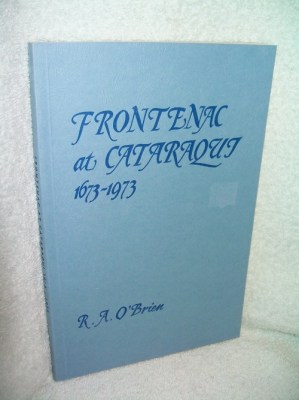 FRONTENAC
at CATARAQUI
1673-1973
R. A. O'Brien